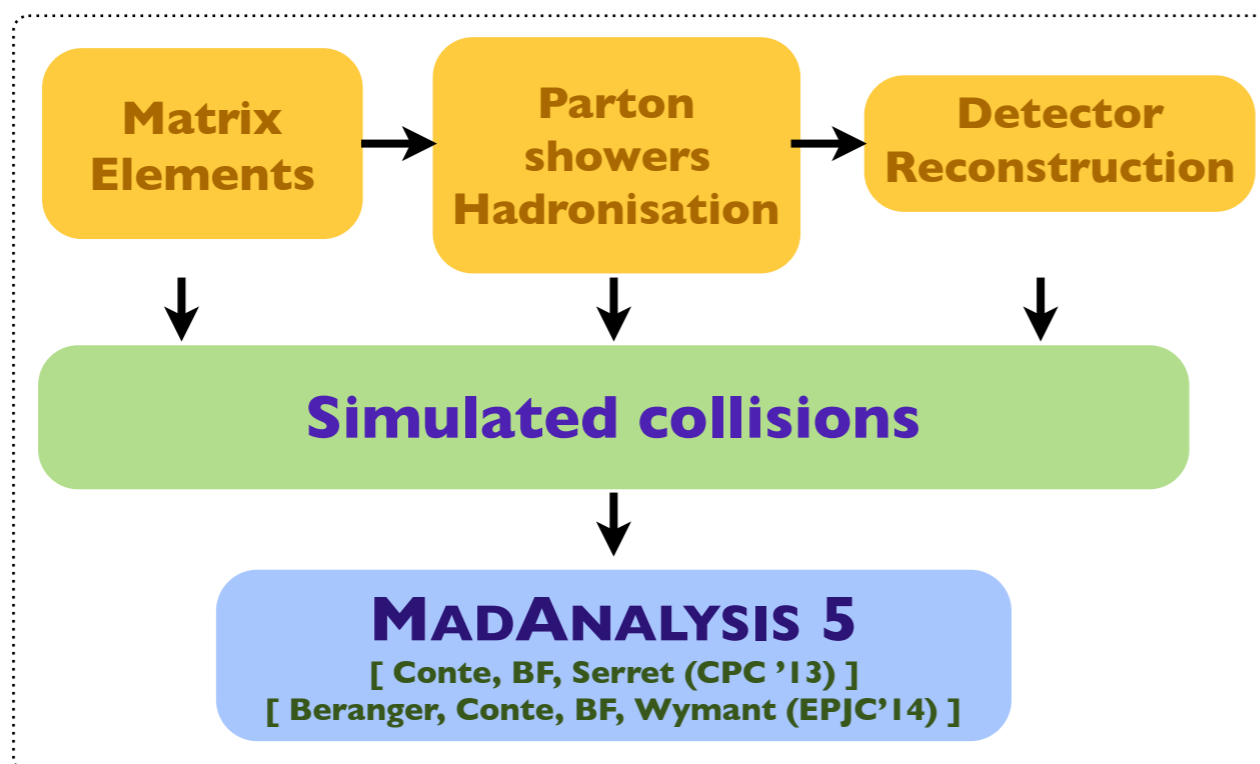 Matrix
Elements
Parton
showers
Hadronisation
Detector
Reconstruction
Simulated collisions
MADANALYSIS 5
[ Conte, BF, Serret (CPC ’13) ]
[ Beranger, Conte, BF, Wymant (EPJC’14) ]